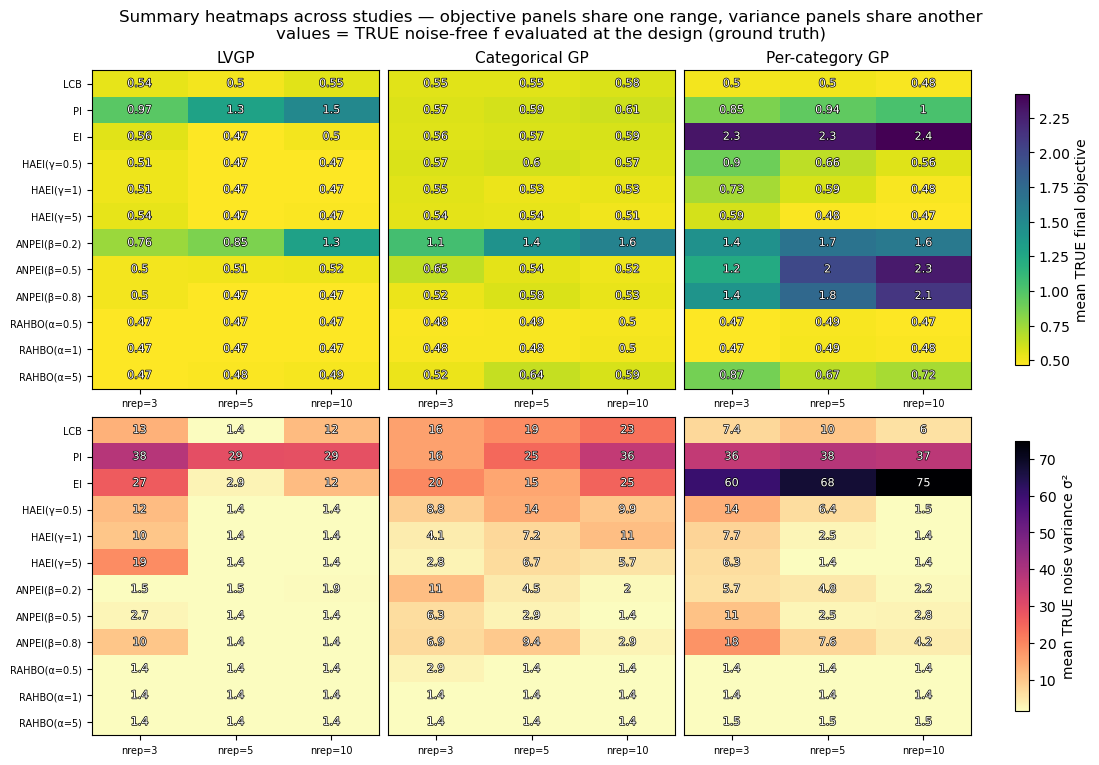 Summary heatmaps across studies — objective panels share one range, variance panels share another
values = TRUE noise-free f evaluated at the design (ground truth)
LVGP Categorical GP Per-category GP
LCB 0.54 0.5 0.55 0.55 0.55 0.58 0.5 0.5 0.48
PI 0.97 1.3 1.5 0.57 0.59 0.61 0.85 0.94 1
EI 0.56 0.47 0.5 0.56 0.57 0.59 2.3 2.3 2.4
HAEI(γ=0.5) 0.51 0.47 0.47 0.57 0.6 0.57 0.9 0.66 0.56
HAEI(γ=1) 0.51 0.47 0.47 0.55 0.53 0.53 0.73 0.59 0.48
HAEI(γ=5) 0.54 0.47 0.47 0.54 0.54 0.51 0.59 0.48 0.47
ANPEI(β=0.2) 0.76 0.85 1.3 1.1 1.4 1.6 1.4 1.7 1.6
ANPEI(β=0.5) 0.5 0.51 0.52 0.65 0.54 0.52 1.2 2 2.3
ANPEI(β=0.8) 0.5 0.47 0.47 0.52 0.58 0.53 1.4 1.8 2.1
RAHBO(α=0.5) 0.47 0.47 0.47 0.48 0.49 0.5 0.47 0.49 0.47
RAHBO(α=1) 0.47 0.47 0.47 0.48 0.48 0.5 0.47 0.49 0.48
RAHBO(α=5) 0.47 0.48 0.49 0.52 0.64 0.59 0.87 0.67 0.72
nrep=3 nrep=5 nrep=10 nrep=3 nrep=5 nrep=10 nrep=3 nrep=5 nrep=10
2.25
2.00
1.75
1.50
1.25
1.00
0.75
0.50
mean TRUE final objective
LCB 13 1.4 12 16 19 23 7.4 10 6
PI 38 29 29 16 25 36 36 38 37
EI 27 2.9 12 20 15 25 60 68 75
HAEI(γ=0.5) 12 1.4 1.4 8.8 14 9.9 14 6.4 1.5
HAEI(γ=1) 10 1.4 1.4 4.1 7.2 11 7.7 2.5 1.4
HAEI(γ=5) 19 1.4 1.4 2.8 6.7 5.7 6.3 1.4 1.4
ANPEI(β=0.2) 1.5 1.5 1.9 11 4.5 2 5.7 4.8 2.2
ANPEI(β=0.5) 2.7 1.4 1.4 6.3 2.9 1.4 11 2.5 2.8
ANPEI(β=0.8) 10 1.4 1.4 6.9 9.4 2.9 18 7.6 4.2
RAHBO(α=0.5) 1.4 1.4 1.4 2.9 1.4 1.4 1.4 1.4 1.4
RAHBO(α=1) 1.4 1.4 1.4 1.4 1.4 1.4 1.4 1.4 1.4
RAHBO(α=5) 1.4 1.4 1.4 1.4 1.4 1.4 1.5 1.5 1.5
nrep=3 nrep=5 nrep=10 nrep=3 nrep=5 nrep=10 nrep=3 nrep=5 nrep=10
70
60
50
40
30
20
10
mean TRUE noise variance σ²